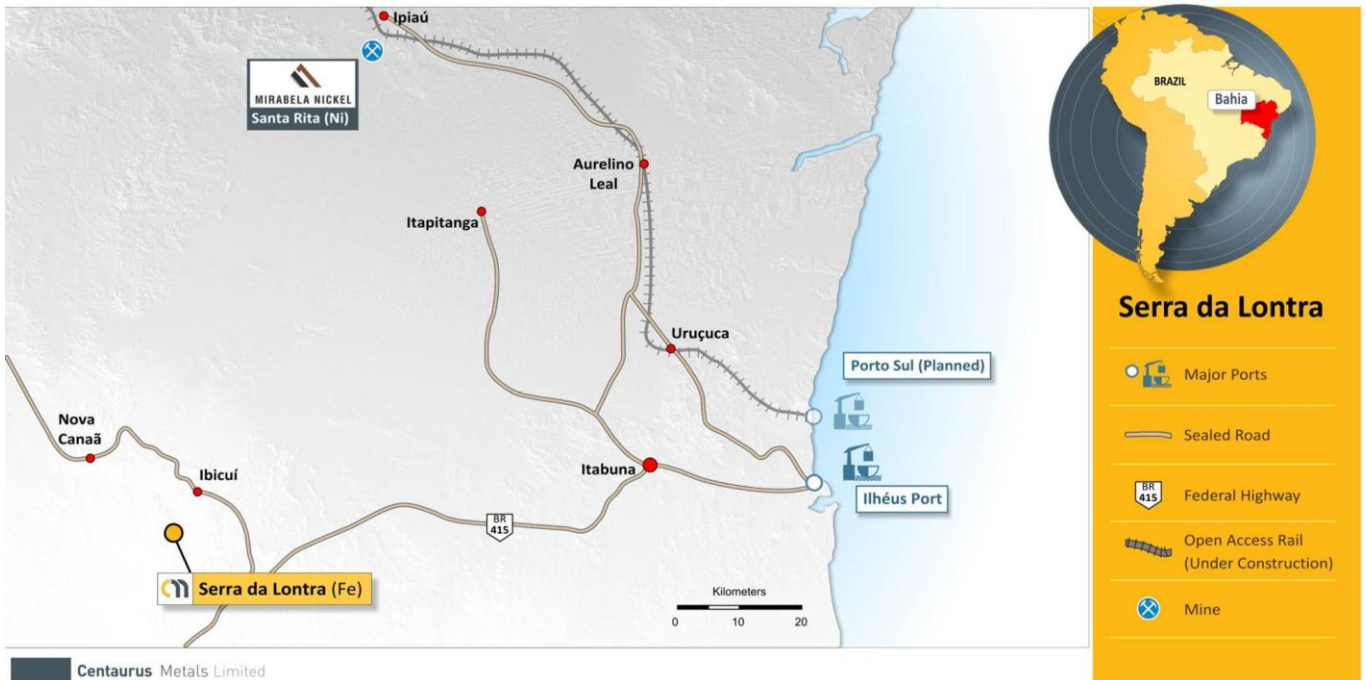 Ipiaú
MIRABELA NICKEL
Santa Rita (Ni)
Aurelino
Leal
Itapitanga
Uruçuca
Porto Sul (Planned)
Nova
Canaã
Ibicuí
Itabuna
Ilhéus Port
BR
415
Serra da Lontra (Fe)
Kilometers
0 10 20
BRAZIL
Bahia
Serra da Lontra
Major Ports
Sealed Road
BR
415
Federal Highway
Open Access Rail
(Under Construction)
Mine
Centaurus Metals Limited